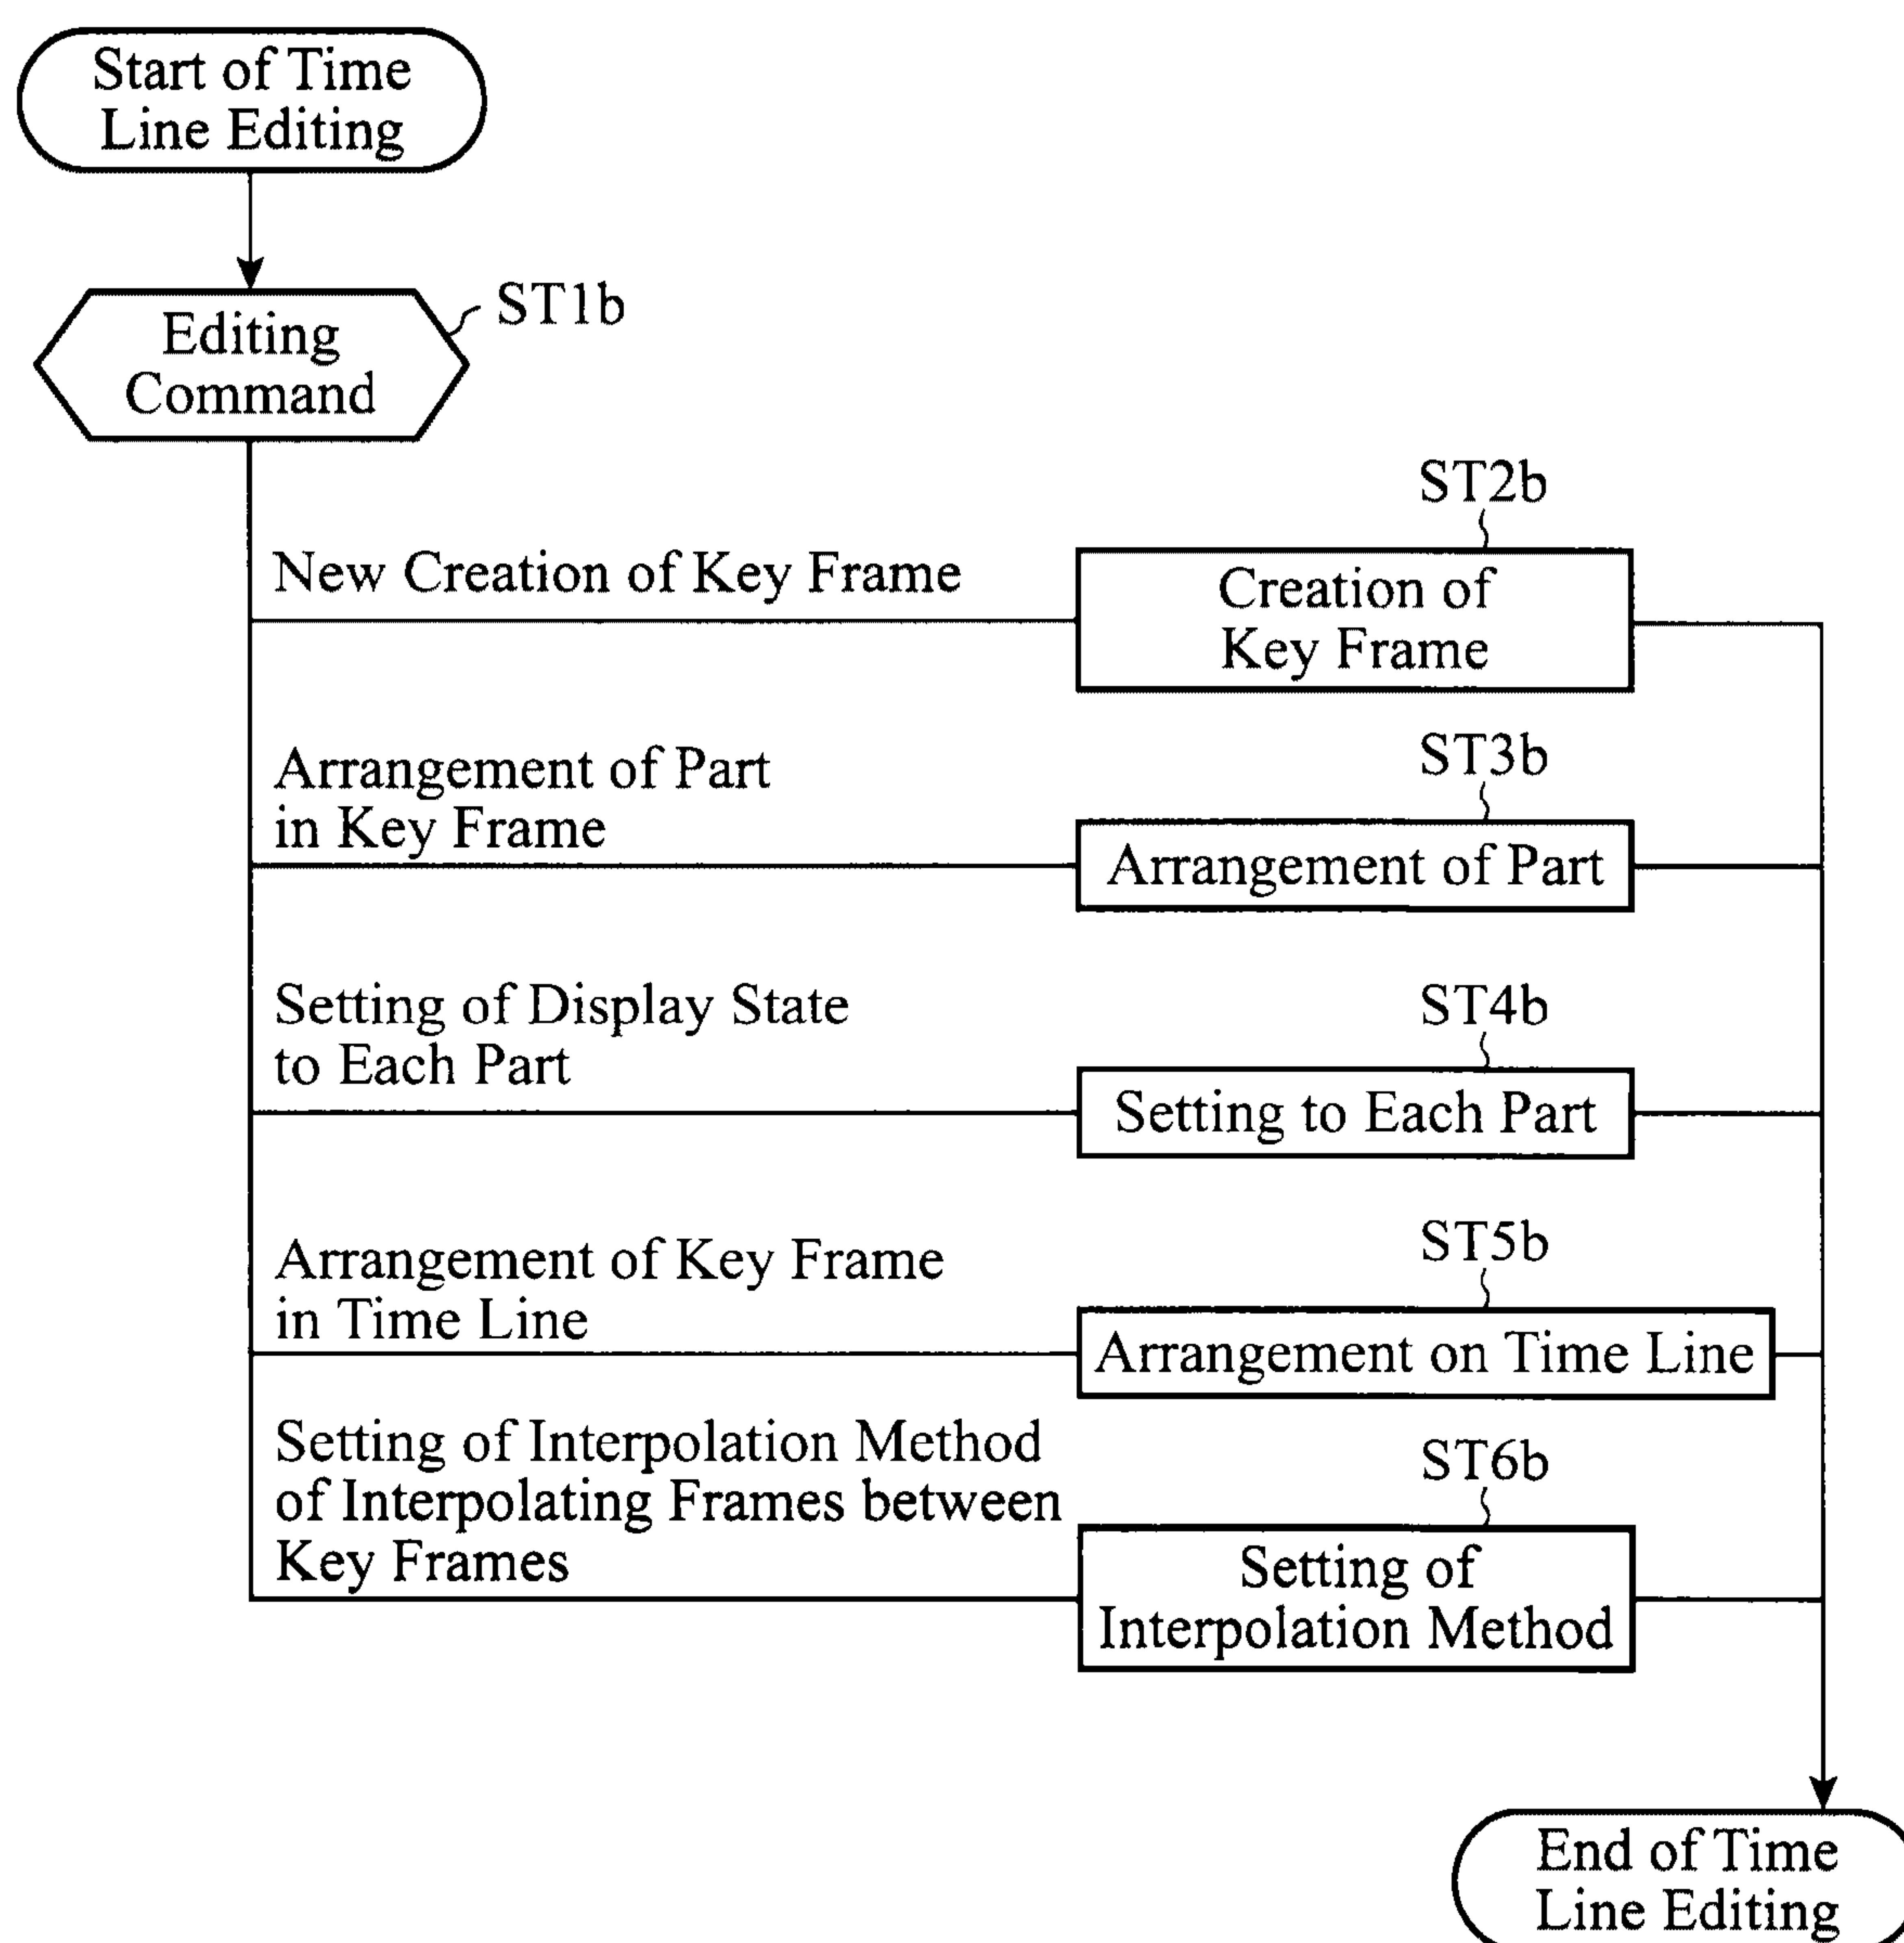 Start of Time
Line Editing
ST1b
Editing
Command
ST2b
New Creation of Key Frame
Creation of
Key Frame
ST3b
Arrangement of Part
in Key Frame
Arrangement of Part
ST4b
Setting of Display State
to Each Part
Setting to Each Part
ST5b
Arrangement of Key Frame
in Time Line
Arrangement on Time Line
ST6b
Setting of Interpolation Method
of Interpolating Frames between
Key Frames
Setting of
Interpolation Method
End of Time
Line Editing